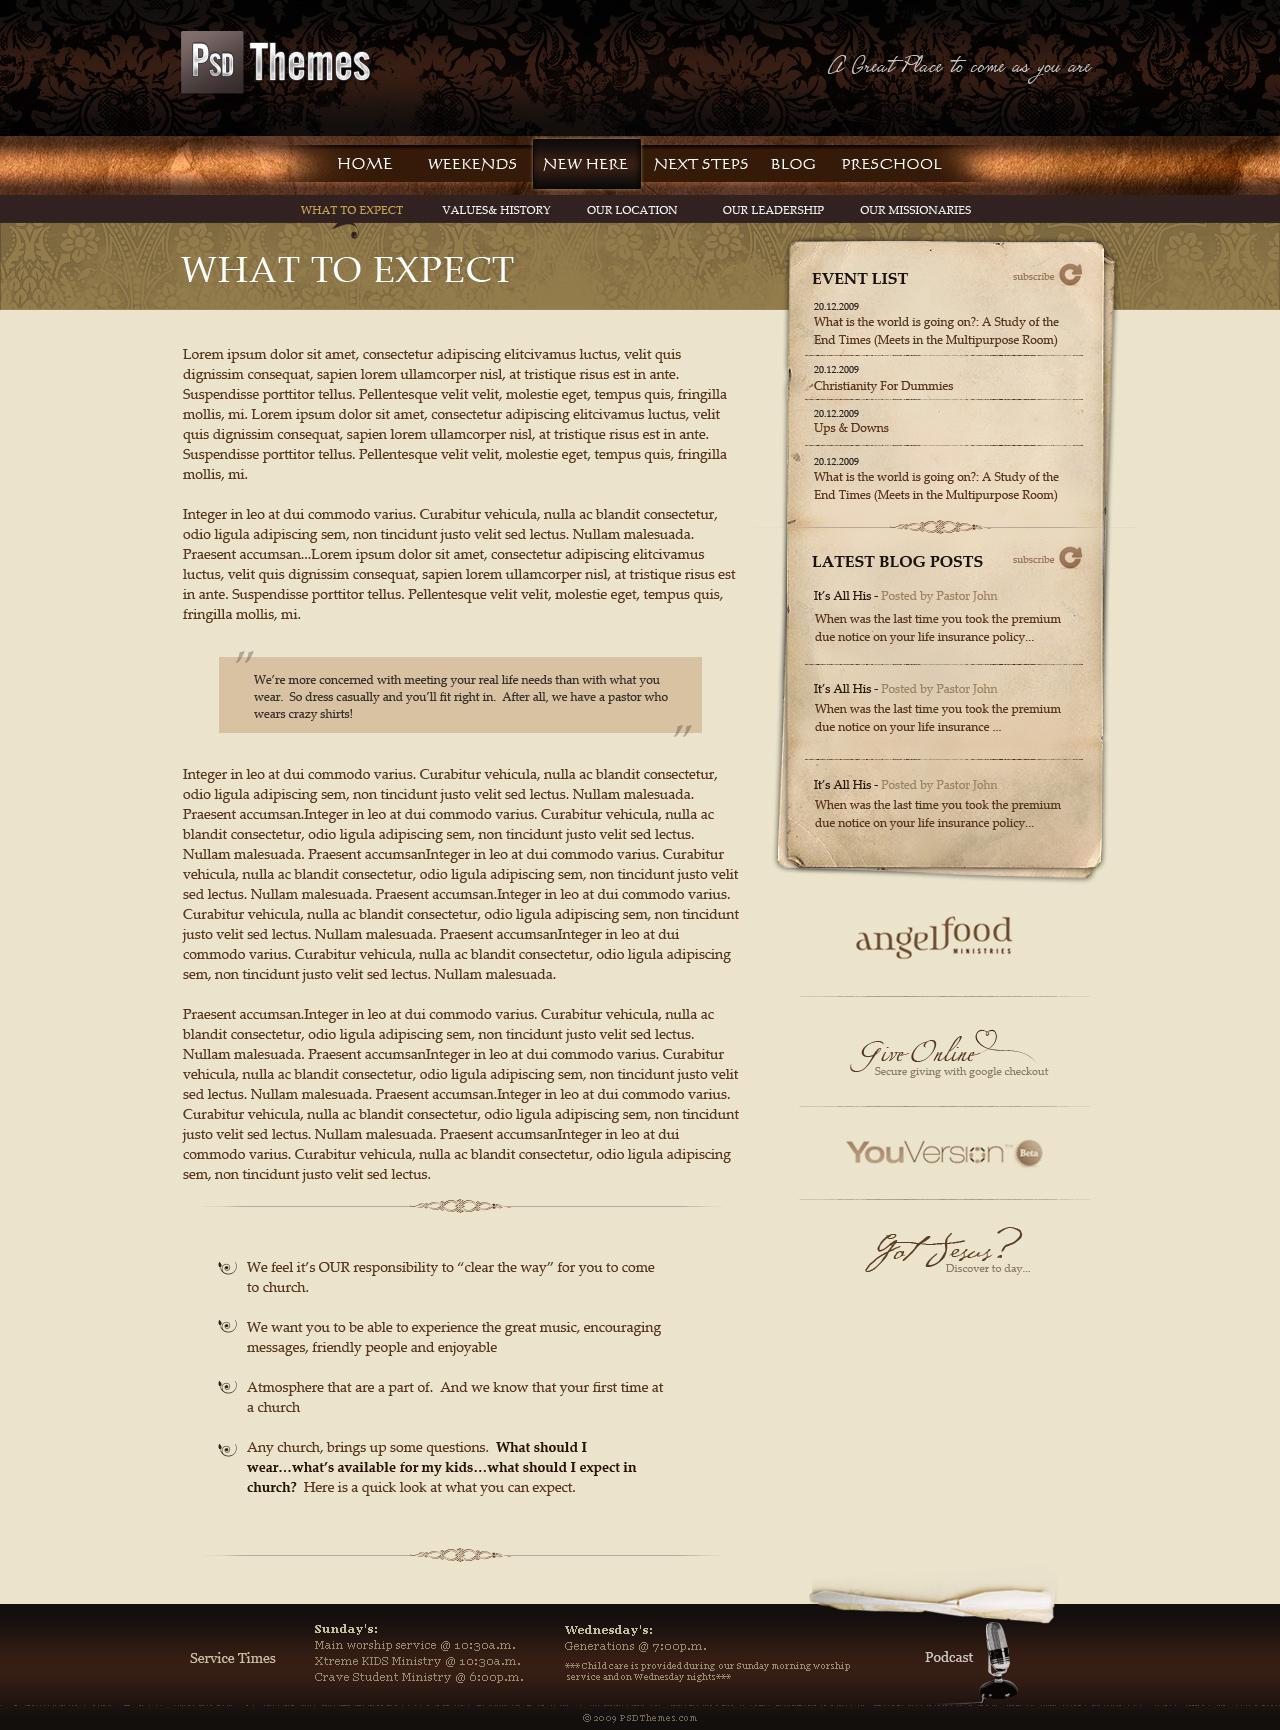 Psd Themes
A Great Place to come as you are
HOME WEEKENDS NEW HERE NEXT STEPS BLOG PRESCHOOL
WHAT TO EXPECT VALUES& HISTORY OUR LOCATION OUR LEADERSHIP OUR MISSIONARIES
WHAT TO EXPECT
Lorem ipsum dolor sit amet, consectetur adipiscing elitcivamus luctus, velit quis
dignissim consequat, sapien lorem ullamcorper nisl, at tristique risus est in ante.
Suspendisse porttitor tellus. Pellentesque velit velit, molestie eget, tempus quis, fringilla
mollis, mi. Lorem ipsum dolor sit amet, consectetur adipiscing elitcivamus luctus, velit
quis dignissim consequat, sapien lorem ullamcorper nisl, at tristique risus est in ante.
Suspendisse porttitor tellus. Pellentesque velit velit, molestie eget, tempus quis, fringilla
mollis, mi.
Integer in leo at dui commodo varius. Curabitur vehicula, nulla ac blandit consectetur,
odio ligula adipiscing sem, non tincidunt justo velit sed lectus. Nullam malesuada.
Praesent accumsan...Lorem ipsum dolor sit amet, consectetur adipiscing elitcivamus
luctus, velit quis dignissim consequat, sapien lorem ullamcorper nisl, at tristique risus est
in ante. Suspendisse porttitor tellus. Pellentesque velit velit, molestie eget, tempus quis,
fringilla mollis, mi.
"
We're more concerned with meeting your real life needs than with what you
wear. So dress casually and you'll fit right in. After all, we have a pastor who
wears crazy shirts!
"
Integer in leo at dui commodo varius. Curabitur vehicula, nulla ac blandit consectetur,
odio ligula adipiscing sem, non tincidunt justo velit sed lectus. Nullam malesuada.
Praesent accumsan.Integer in leo at dui commodo varius. Curabitur vehicula, nulla ac
blandit consectetur, odio ligula adipiscing sem, non tincidunt justo velit sed lectus.
Nullam malesuada. Praesent accumsanInteger in leo at dui commodo varius. Curabitur
vehicula, nulla ac blandit consectetur, odio ligula adipiscing sem, non tincidunt justo velit
sed lectus. Nullam malesuada. Praesent accumsan.Integer in leo at dui commodo varius.
Curabitur vehicula, nulla ac blandit consectetur, odio ligula adipiscing sem, non tincidunt
justo velit sed lectus. Nullam malesuada. Praesent accumsanInteger in leo at dui
commodo varius. Curabitur vehicula, nulla ac blandit consectetur, odio ligula adipiscing
sem, non tincidunt justo velit sed lectus. Nullam malesuada.
Praesent accumsan.Integer in leo at dui commodo varius. Curabitur vehicula, nulla ac
blandit consectetur, odio ligula adipiscing sem, non tincidunt justo velit sed lectus.
Nullam malesuada. Praesent accumsanInteger in leo at dui commodo varius. Curabitur
vehicula, nulla ac blandit consectetur, odio ligula adipiscing sem, non tincidunt justo velit
sed lectus. Nullam malesuada. Praesent accumsan.Integer in leo at dui commodo varius.
Curabitur vehicula, nulla ac blandit consectetur, odio ligula adipiscing sem, non tincidunt
justo velit sed lectus. Nullam malesuada. Praesent accumsanInteger in leo at dui
commodo varius. Curabitur vehicula, nulla ac blandit consectetur, odio ligula adipiscing
sem, non tincidunt justo velit sed lectus.
We feel it's OUR responsibility to “clear the way” for you to come
to church.
We want you to be able to experience the great music, encouraging
messages, friendly people and enjoyable
Atmosphere that are a part of. And we know that your first time at
a church
Any church, brings up some questions. What should I
wear…what's available for my kids…what should I expect in
church? Here is a quick look at what you can expect.
EVENT LIST subscribe
20.12.2009
What is the world is going on?: A Study of the
End Times (Meets in the Multipurpose Room)
20.12.2009
Christianity For Dummies
20.12.2009
Ups & Downs
20.12.2009
What is the world is going on?: A Study of the
End Times (Meets in the Multipurpose Room)
LATEST BLOG POSTS subscribe
It's All His - Posted by Pastor John
When was the last time you took the premium
due notice on your life insurance policy...
It's All His - Posted by Pastor John
When was the last time you took the premium
due notice on your life insurance ...
It's All His - Posted by Pastor John
When was the last time you took the premium
due notice on your life insurance policy...
angelfood
MINISTRIES
Give Online
Secure giving with google checkout
YouVersion™ Beta
Got Jesus?
Discover to day...
Service Times
Sunday's:
Main worship service @ 10:30a.m.
Xtreme KIDS Ministry @ 10:30a.m.
Crave Student Ministry @ 6:00p.m.
Wednesday's:
Generations @ 7:00p.m.
***Child care is provided during our Sunday morning worship
service and on Wednesday nights***
Podcast
© 2009 PSDThemes.com